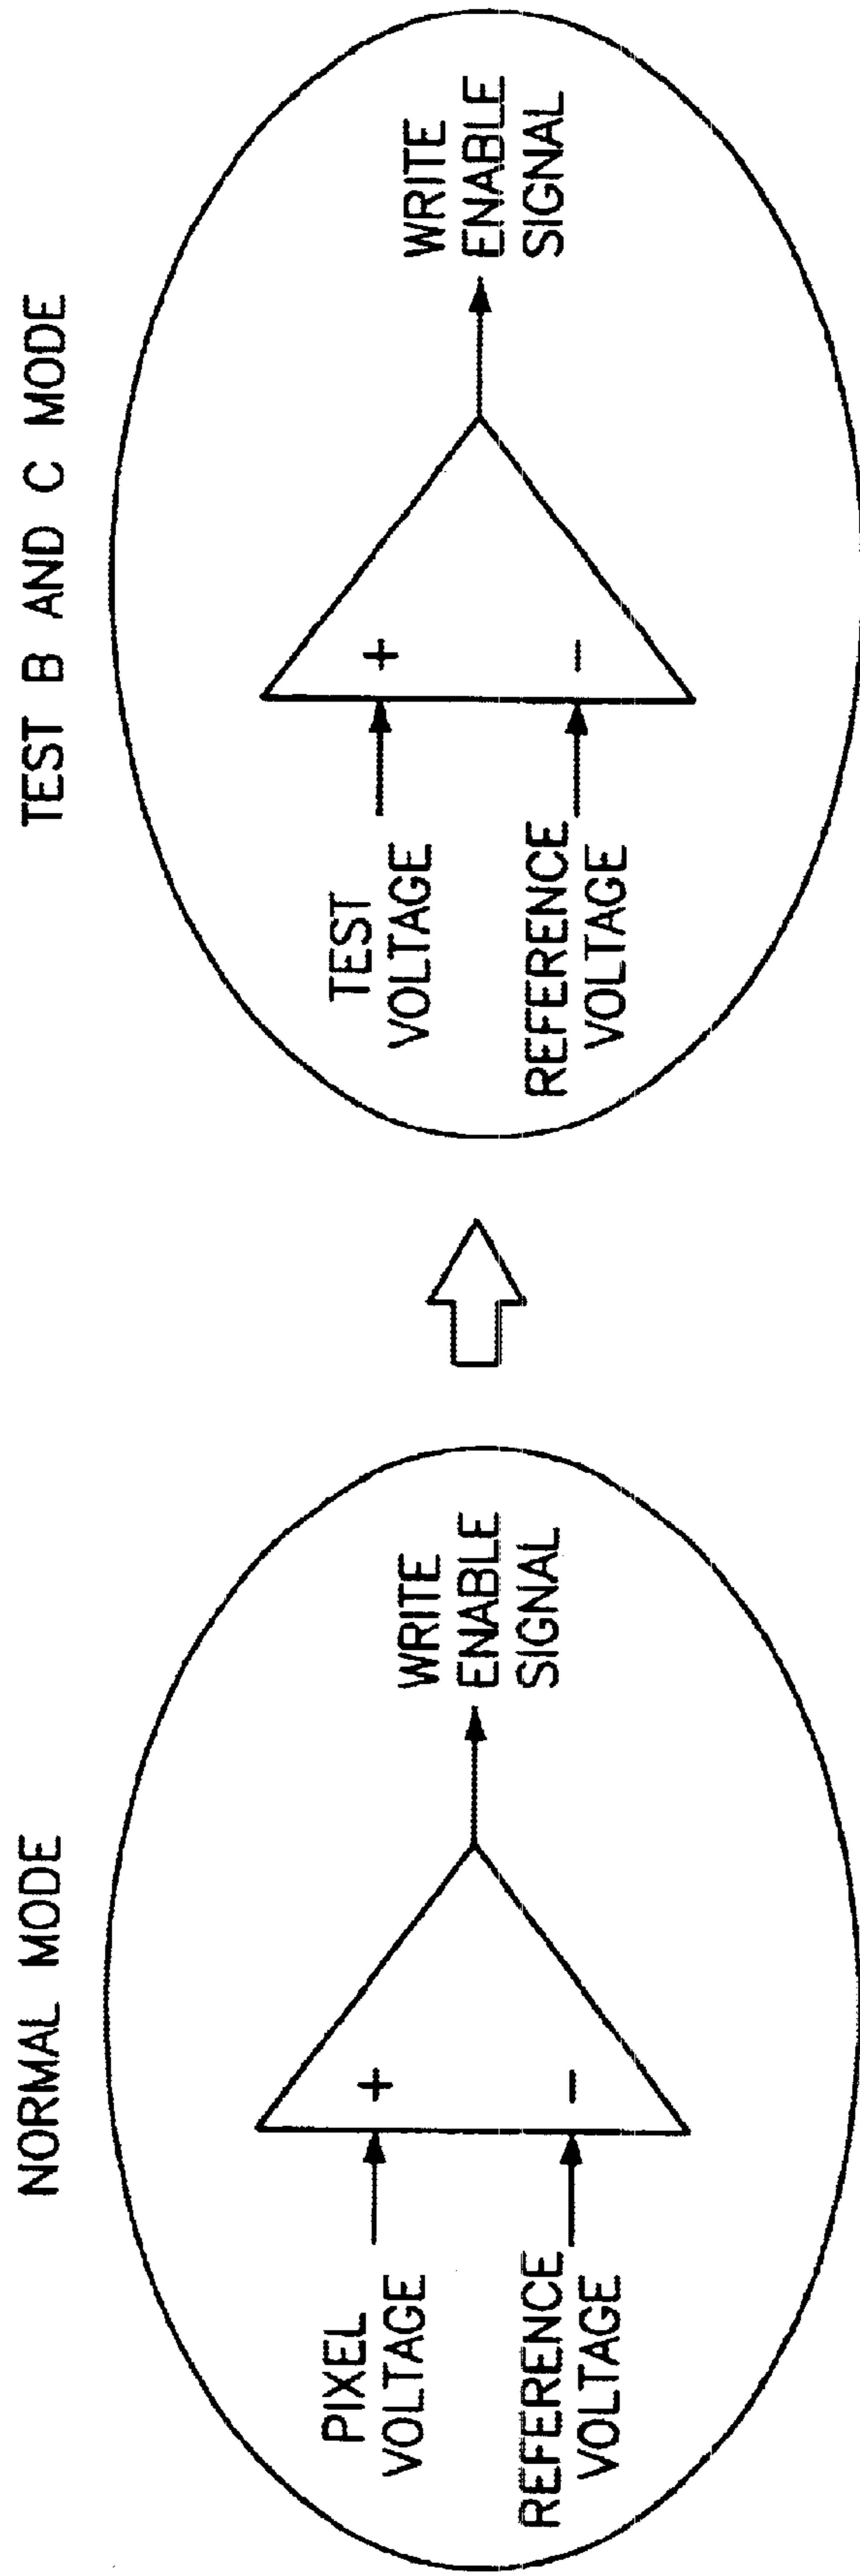 NORMAL MODE
PIXEL
VOLTAGE
+
REFERENCE
VOLTAGE
−
WRITE
ENABLE
SIGNAL
TEST B AND C MODE
TEST
VOLTAGE
+
REFERENCE
VOLTAGE
−
WRITE
ENABLE
SIGNAL